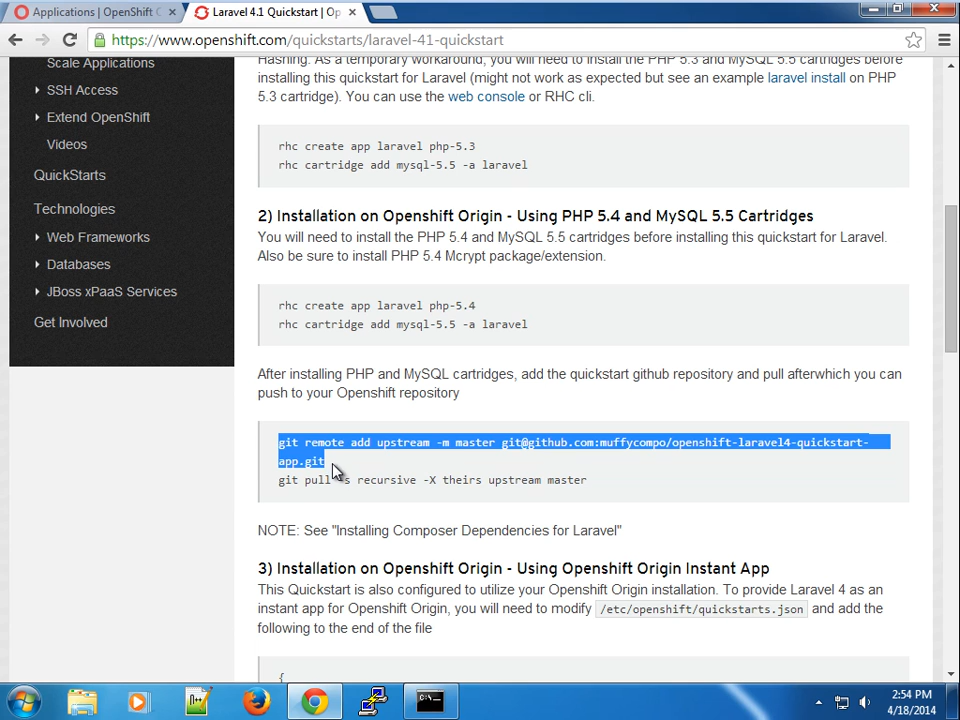 Applications | OpenShift C
Laravel 4.1 Quickstart | Op
https://www.openshift.com/quickstarts/laravel-41-quickstart
Scale Applications
SSH Access
Extend OpenShift
Videos
QuickStarts
Technologies
Web Frameworks
Databases
JBoss xPaaS Services
Get Involved
Hashing. As a temporary workaround, you will need to install the PHP 5.3 and MySQL 5.5 cartridges before
installing this quickstart for Laravel (might not work as expected but see an example laravel install on PHP
5.3 cartridge). You can use the web console or RHC cli.
rhc create app laravel php-5.3
rhc cartridge add mysql-5.5 -a laravel
2) Installation on Openshift Origin - Using PHP 5.4 and MySQL 5.5 Cartridges
You will need to install the PHP 5.4 and MySQL 5.5 cartridges before installing this quickstart for Laravel.
Also be sure to install PHP 5.4 Mcrypt package/extension.
rhc create app laravel php-5.4
rhc cartridge add mysql-5.5 -a laravel
After installing PHP and MySQL cartridges, add the quickstart github repository and pull afterwhich you can
push to your Openshift repository
git remote add upstream -m master git@github.com:muffycompo/openshift-laravel4-quickstart-
app.git
git pull s recursive -X theirs upstream master
NOTE: See "Installing Composer Dependencies for Laravel"
3) Installation on Openshift Origin - Using Openshift Origin Instant App
This Quickstart is also configured to utilize your Openshift Origin installation. To provide Laravel 4 as an
instant app for Openshift Origin, you will need to modify /etc/openshift/quickstarts.json and add the
following to the end of the file
{
2:54 PM
4/18/2014